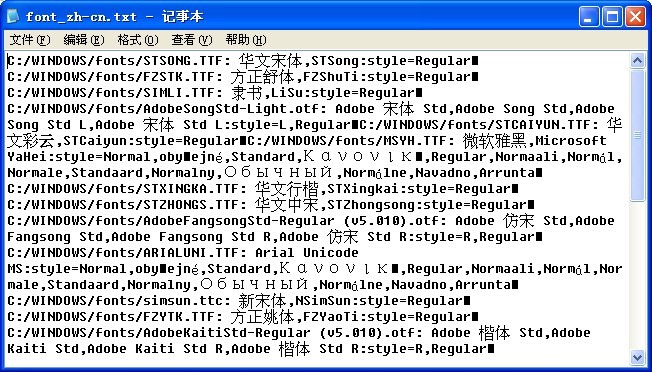 font_zh-cn.txt - 记事本
文件(F) 编辑(E) 格式(O) 查看(V) 帮助(H)
C:/WINDOWS/fonts/STSONG.TTF: 华文宋体,STSong:style=Regular■
C:/WINDOWS/fonts/FZSTK.TTF: 方正舒体,FZShuTi:style=Regular■
C:/WINDOWS/fonts/SIMLI.TTF: 隶书,LiSu:style=Regular■
C:/WINDOWS/fonts/AdobeSongStd-Light.otf: Adobe 宋体 Std,Adobe Song Std,Adobe
Song Std L,Adobe 宋体 Std L:style=L,Regular■C:/WINDOWS/fonts/STCAIYUN.TTF: 华
文彩云,STCaiyun:style=Regular■C:/WINDOWS/fonts/MSYH.TTF: 微软雅黑,Microsoft
YaHei:style=Normal,oby■ejné,Standard,Κανονικ■,Regular,Normaali,Normál,
Normale,Standaard,Normalny,Обычный,Normálne,Navadno,Arrunta■
C:/WINDOWS/fonts/STXINGKA.TTF: 华文行楷,STXingkai:style=Regular■
C:/WINDOWS/fonts/STZHONGS.TTF: 华文中宋,STZhongsong:style=Regular■
C:/WINDOWS/fonts/AdobeFangsongStd-Regular (v5.010).otf: Adobe 仿宋 Std,Adobe
Fangsong Std,Adobe Fangsong Std R,Adobe 仿宋 Std R:style=R,Regular■
C:/WINDOWS/fonts/ARIALUNI.TTF: Arial Unicode
MS:style=Normal,oby■ejné,Standard,Κανονικ■,Regular,Normaali,Normál,Nor
male,Standaard,Normalny,Обычный,Normálne,Navadno,Arrunta■
C:/WINDOWS/fonts/simsun.ttc: 新宋体,NSimSun:style=Regular■
C:/WINDOWS/fonts/FZYTK.TTF: 方正姚体,FZYaoTi:style=Regular■
C:/WINDOWS/fonts/AdobeKaitiStd-Regular (v5.010).otf: Adobe 楷体 Std,Adobe
Kaiti Std,Adobe Kaiti Std R,Adobe 楷体 Std R:style=R,Regular■